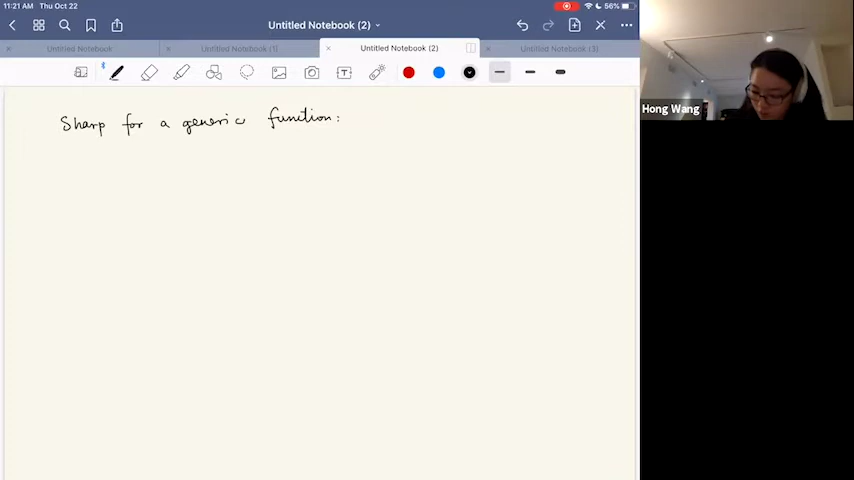 11:21 AM Thu Oct 22
56%
Untitled Notebook (2)
Untitled Notebook
Untitled Notebook (1)
Untitled Notebook (2)
Untitled Notebook (3)
Sharp for a generic function:
Hong Wang